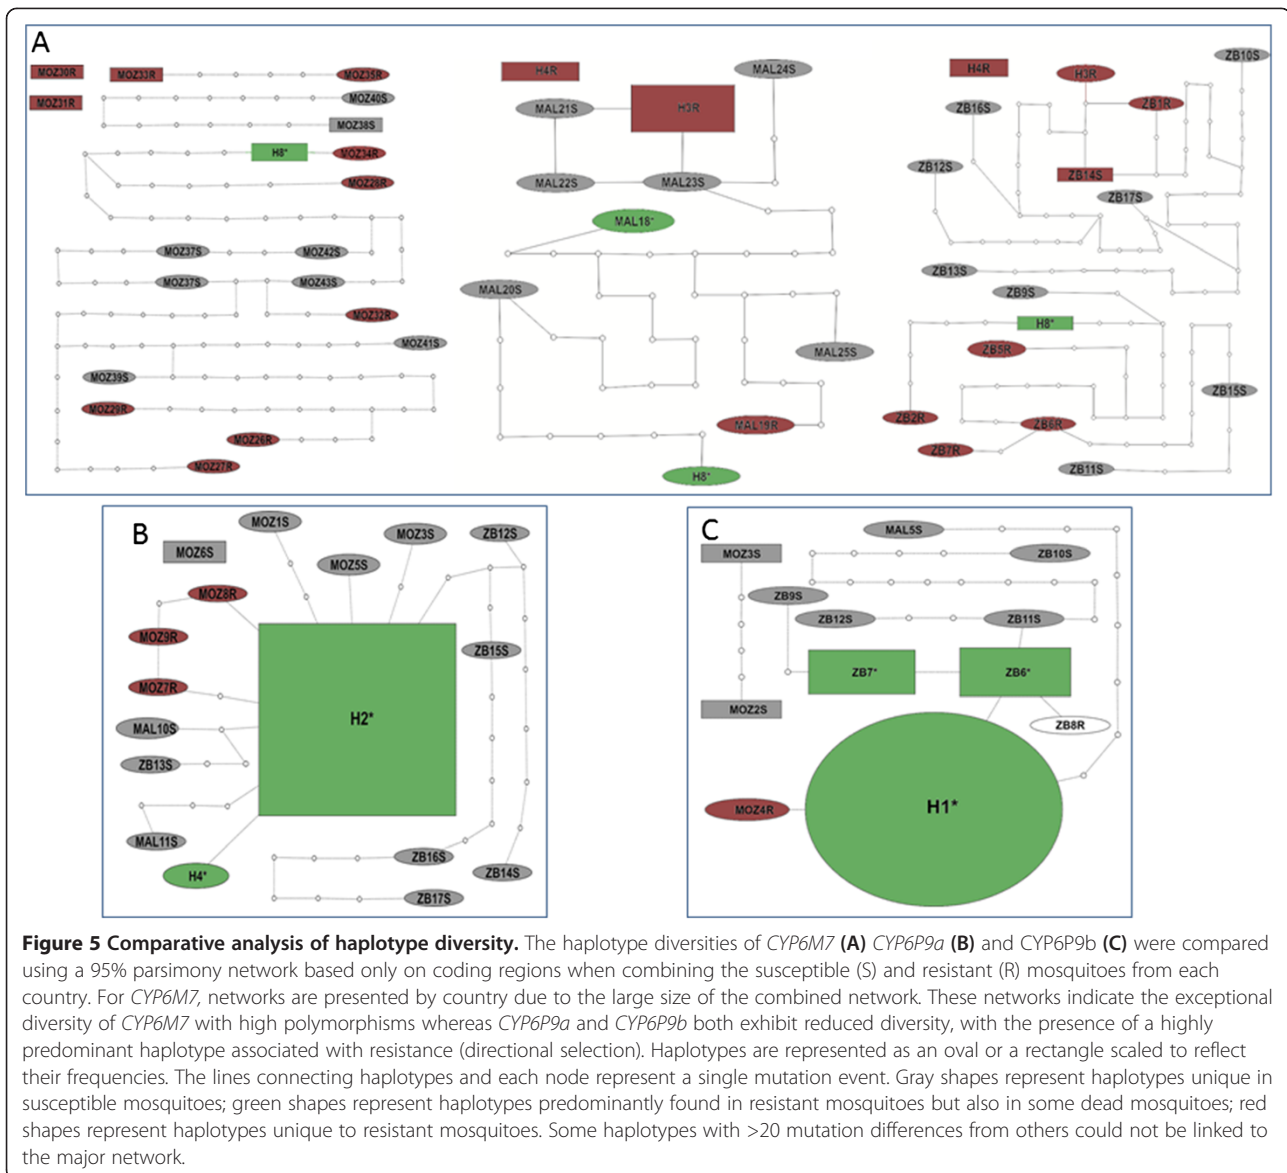 A
MOZ30R
MOZ33R
MOZ35R
MOZ31R
MOZ40S
MOZ38S
H8*
MOZ34R
MOZ28R
MOZ37S
MOZ42S
MOZ37S
MOZ43S
MOZ32R
MOZ41S
MOZ39S
MOZ29R
MOZ26R
MOZ27R
H4R
MAL24S
MAL21S
H3R
MAL22S
MAL23S
MAL18*
MAL20S
MAL25S
MAL19R
H8*
H4R
H3R
ZB10S
ZB16S
ZB1R
ZB12S
ZB14S
ZB17S
ZB13S
ZB9S
H8*
ZB5R
ZB15S
ZB2R
ZB6R
ZB7R
ZB11S
B
MOZ1S
MOZ3S
ZB12S
MOZ6S
MOZ5S
MOZ8R
MOZ9R
ZB15S
MOZ7R
H2*
MAL10S
ZB13S
MAL11S
H4*
ZB16S
ZB14S
ZB17S
C
MAL5S
MOZ3S
ZB10S
ZB9S
ZB12S
ZB11S
ZB7*
ZB6*
MOZ2S
ZB8R
MOZ4R
H1*
Figure 5 Comparative analysis of haplotype diversity. The haplotype diversities of CYP6M7 (A) CYP6P9a (B) and CYP6P9b (C) were compared
using a 95% parsimony network based only on coding regions when combining the susceptible (S) and resistant (R) mosquitoes from each
country. For CYP6M7, networks are presented by country due to the large size of the combined network. These networks indicate the exceptional
diversity of CYP6M7 with high polymorphisms whereas CYP6P9a and CYP6P9b both exhibit reduced diversity, with the presence of a highly
predominant haplotype associated with resistance (directional selection). Haplotypes are represented as an oval or a rectangle scaled to reflect
their frequencies. The lines connecting haplotypes and each node represent a single mutation event. Gray shapes represent haplotypes unique in
susceptible mosquitoes; green shapes represent haplotypes predominantly found in resistant mosquitoes but also in some dead mosquitoes; red
shapes represent haplotypes unique to resistant mosquitoes. Some haplotypes with >20 mutation differences from others could not be linked to
the major network.